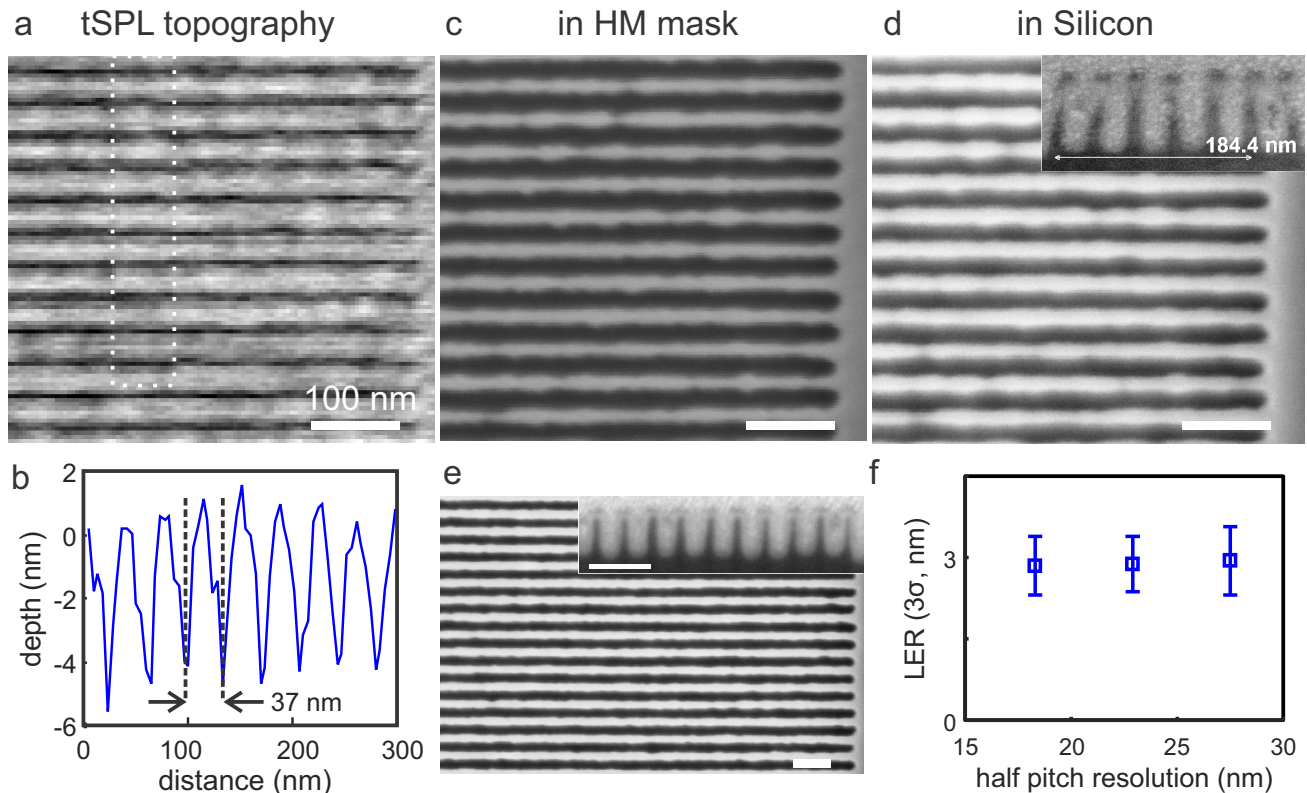 a tSPL topography
c in HM mask
d in Silicon
100 nm
184.4 nm
b
2
0
-2
-4
-6
depth (nm)
37 nm
0 100 200 300
distance (nm)
e
f
LER (3σ, nm)
3
0
15 20 25 30
half pitch resolution (nm)